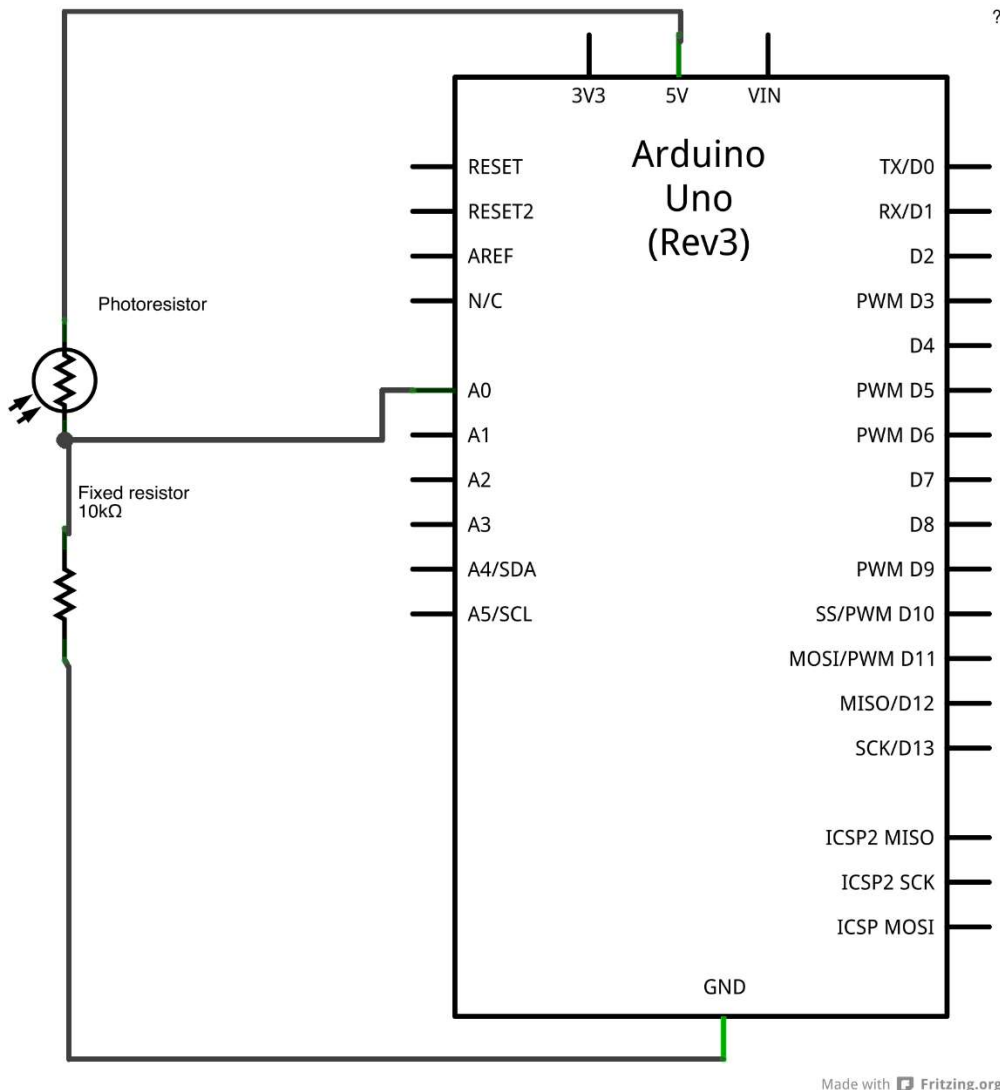 ?
3V3
5V
VIN
Arduino
Uno
(Rev3)
RESET
RESET2
AREF
N/C
A0
A1
A2
A3
A4/SDA
A5/SCL
TX/D0
RX/D1
D2
PWM D3
D4
PWM D5
PWM D6
D7
D8
PWM D9
SS/PWM D10
MOSI/PWM D11
MISO/D12
SCK/D13
ICSP2 MISO
ICSP2 SCK
ICSP MOSI
GND
Photoresistor
Fixed resistor
10kΩ
Made with Fritzing.org